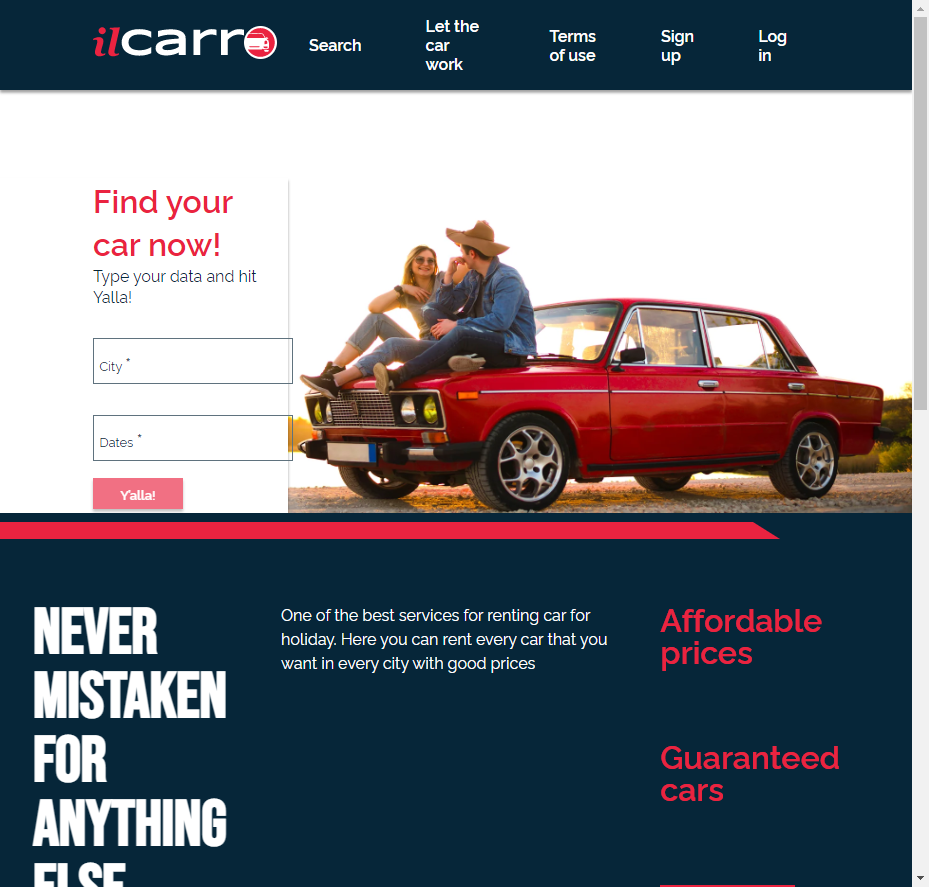 ilcarro
Search
Let the
car
work
Terms
of use
Sign
up
Log
in
Find your
car now!
Type your data and hit
Yalla!
City *
Dates *
Y'alla!
NEVER
MISTAKEN
FOR
ANYTHING
ELSE
One of the best services for renting car for
holiday. Here you can rent every car that you
want in every city with good prices
Affordable
prices
Guaranteed
cars